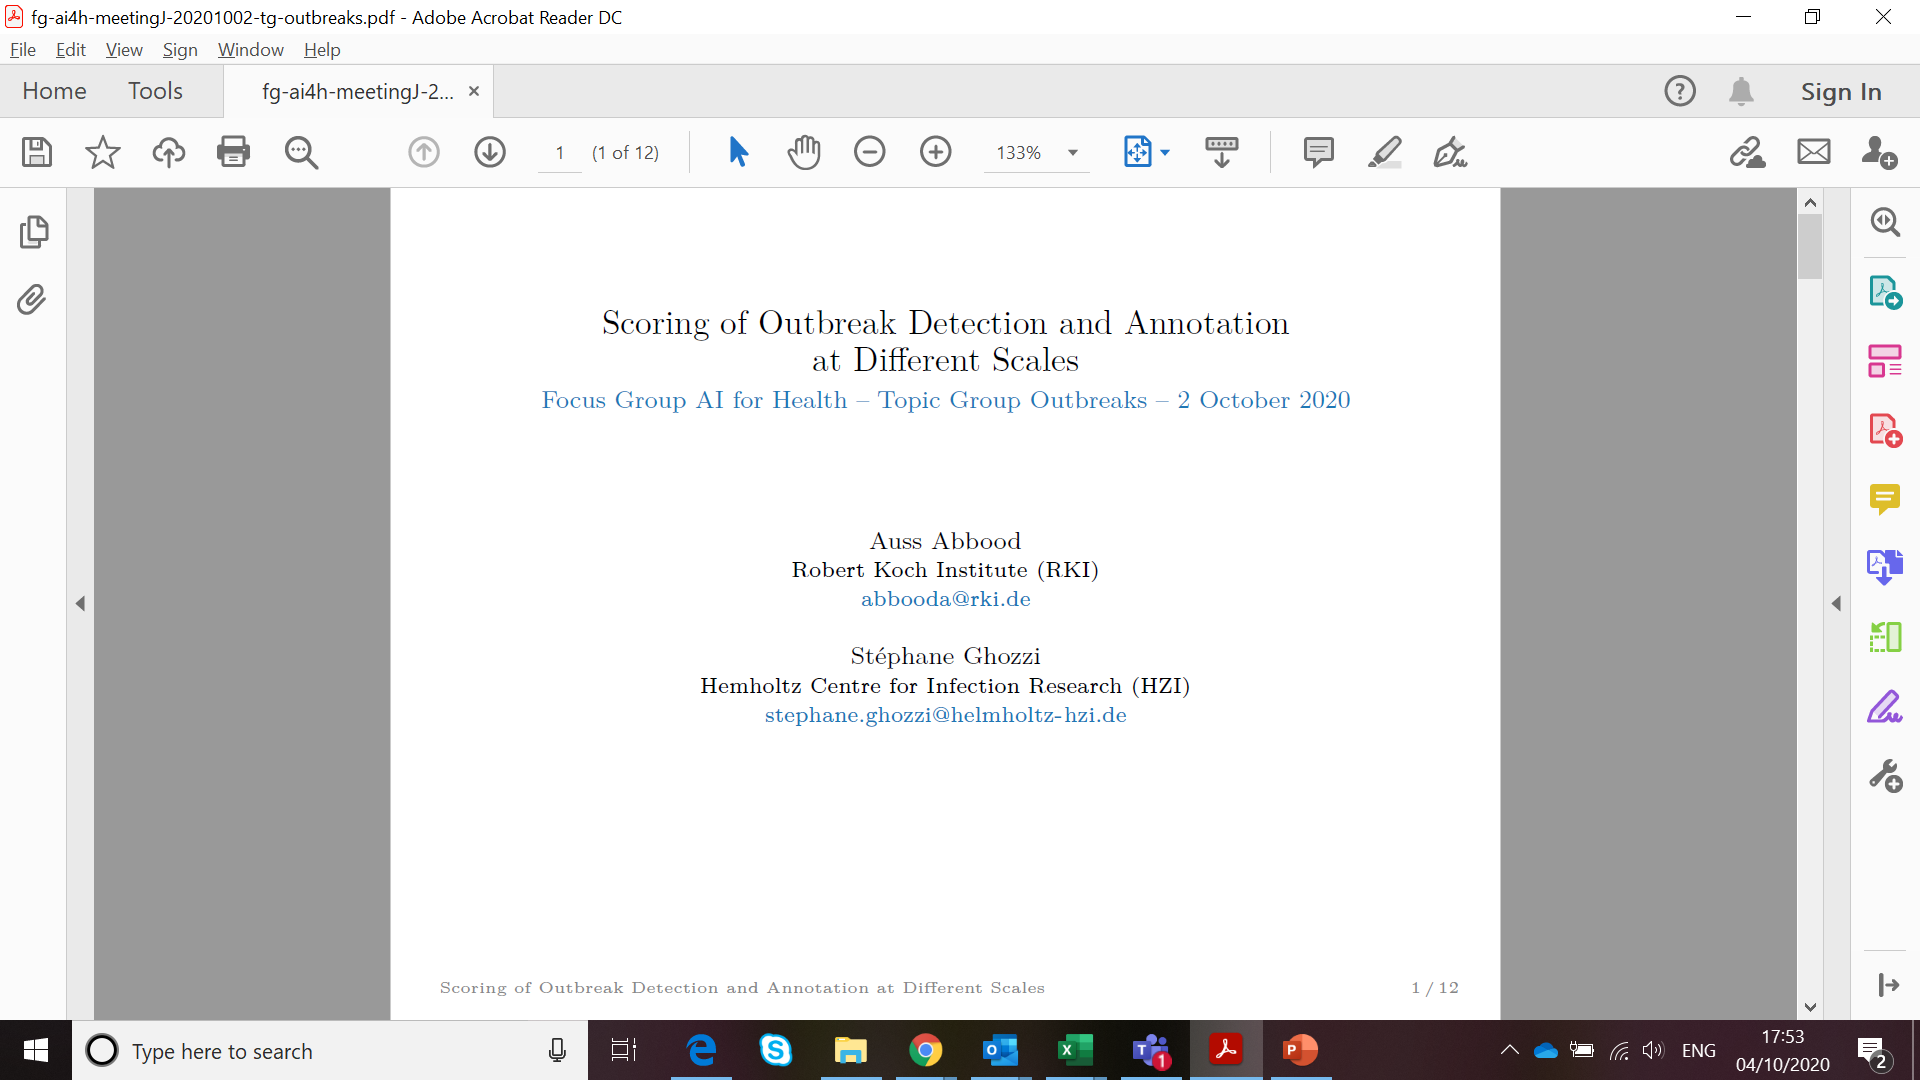 fg-ai4h-meetingJ-20201002-tg-outbreaks.pdf - Adobe Acrobat Reader DC
File Edit View Sign Window Help
Home Tools fg-ai4h-meetingJ-2... × Sign In
1 (1 of 12) 133%
Scoring of Outbreak Detection and Annotation
at Different Scales
Focus Group AI for Health – Topic Group Outbreaks – 2 October 2020
Auss Abbood
Robert Koch Institute (RKI)
abbooda@rki.de
Stéphane Ghozzi
Hemholtz Centre for Infection Research (HZI)
stephane.ghozzi@helmholtz-hzi.de
Scoring of Outbreak Detection and Annotation at Different Scales 1 / 12
Type here to search
1
ENG
17:53
04/10/2020
2